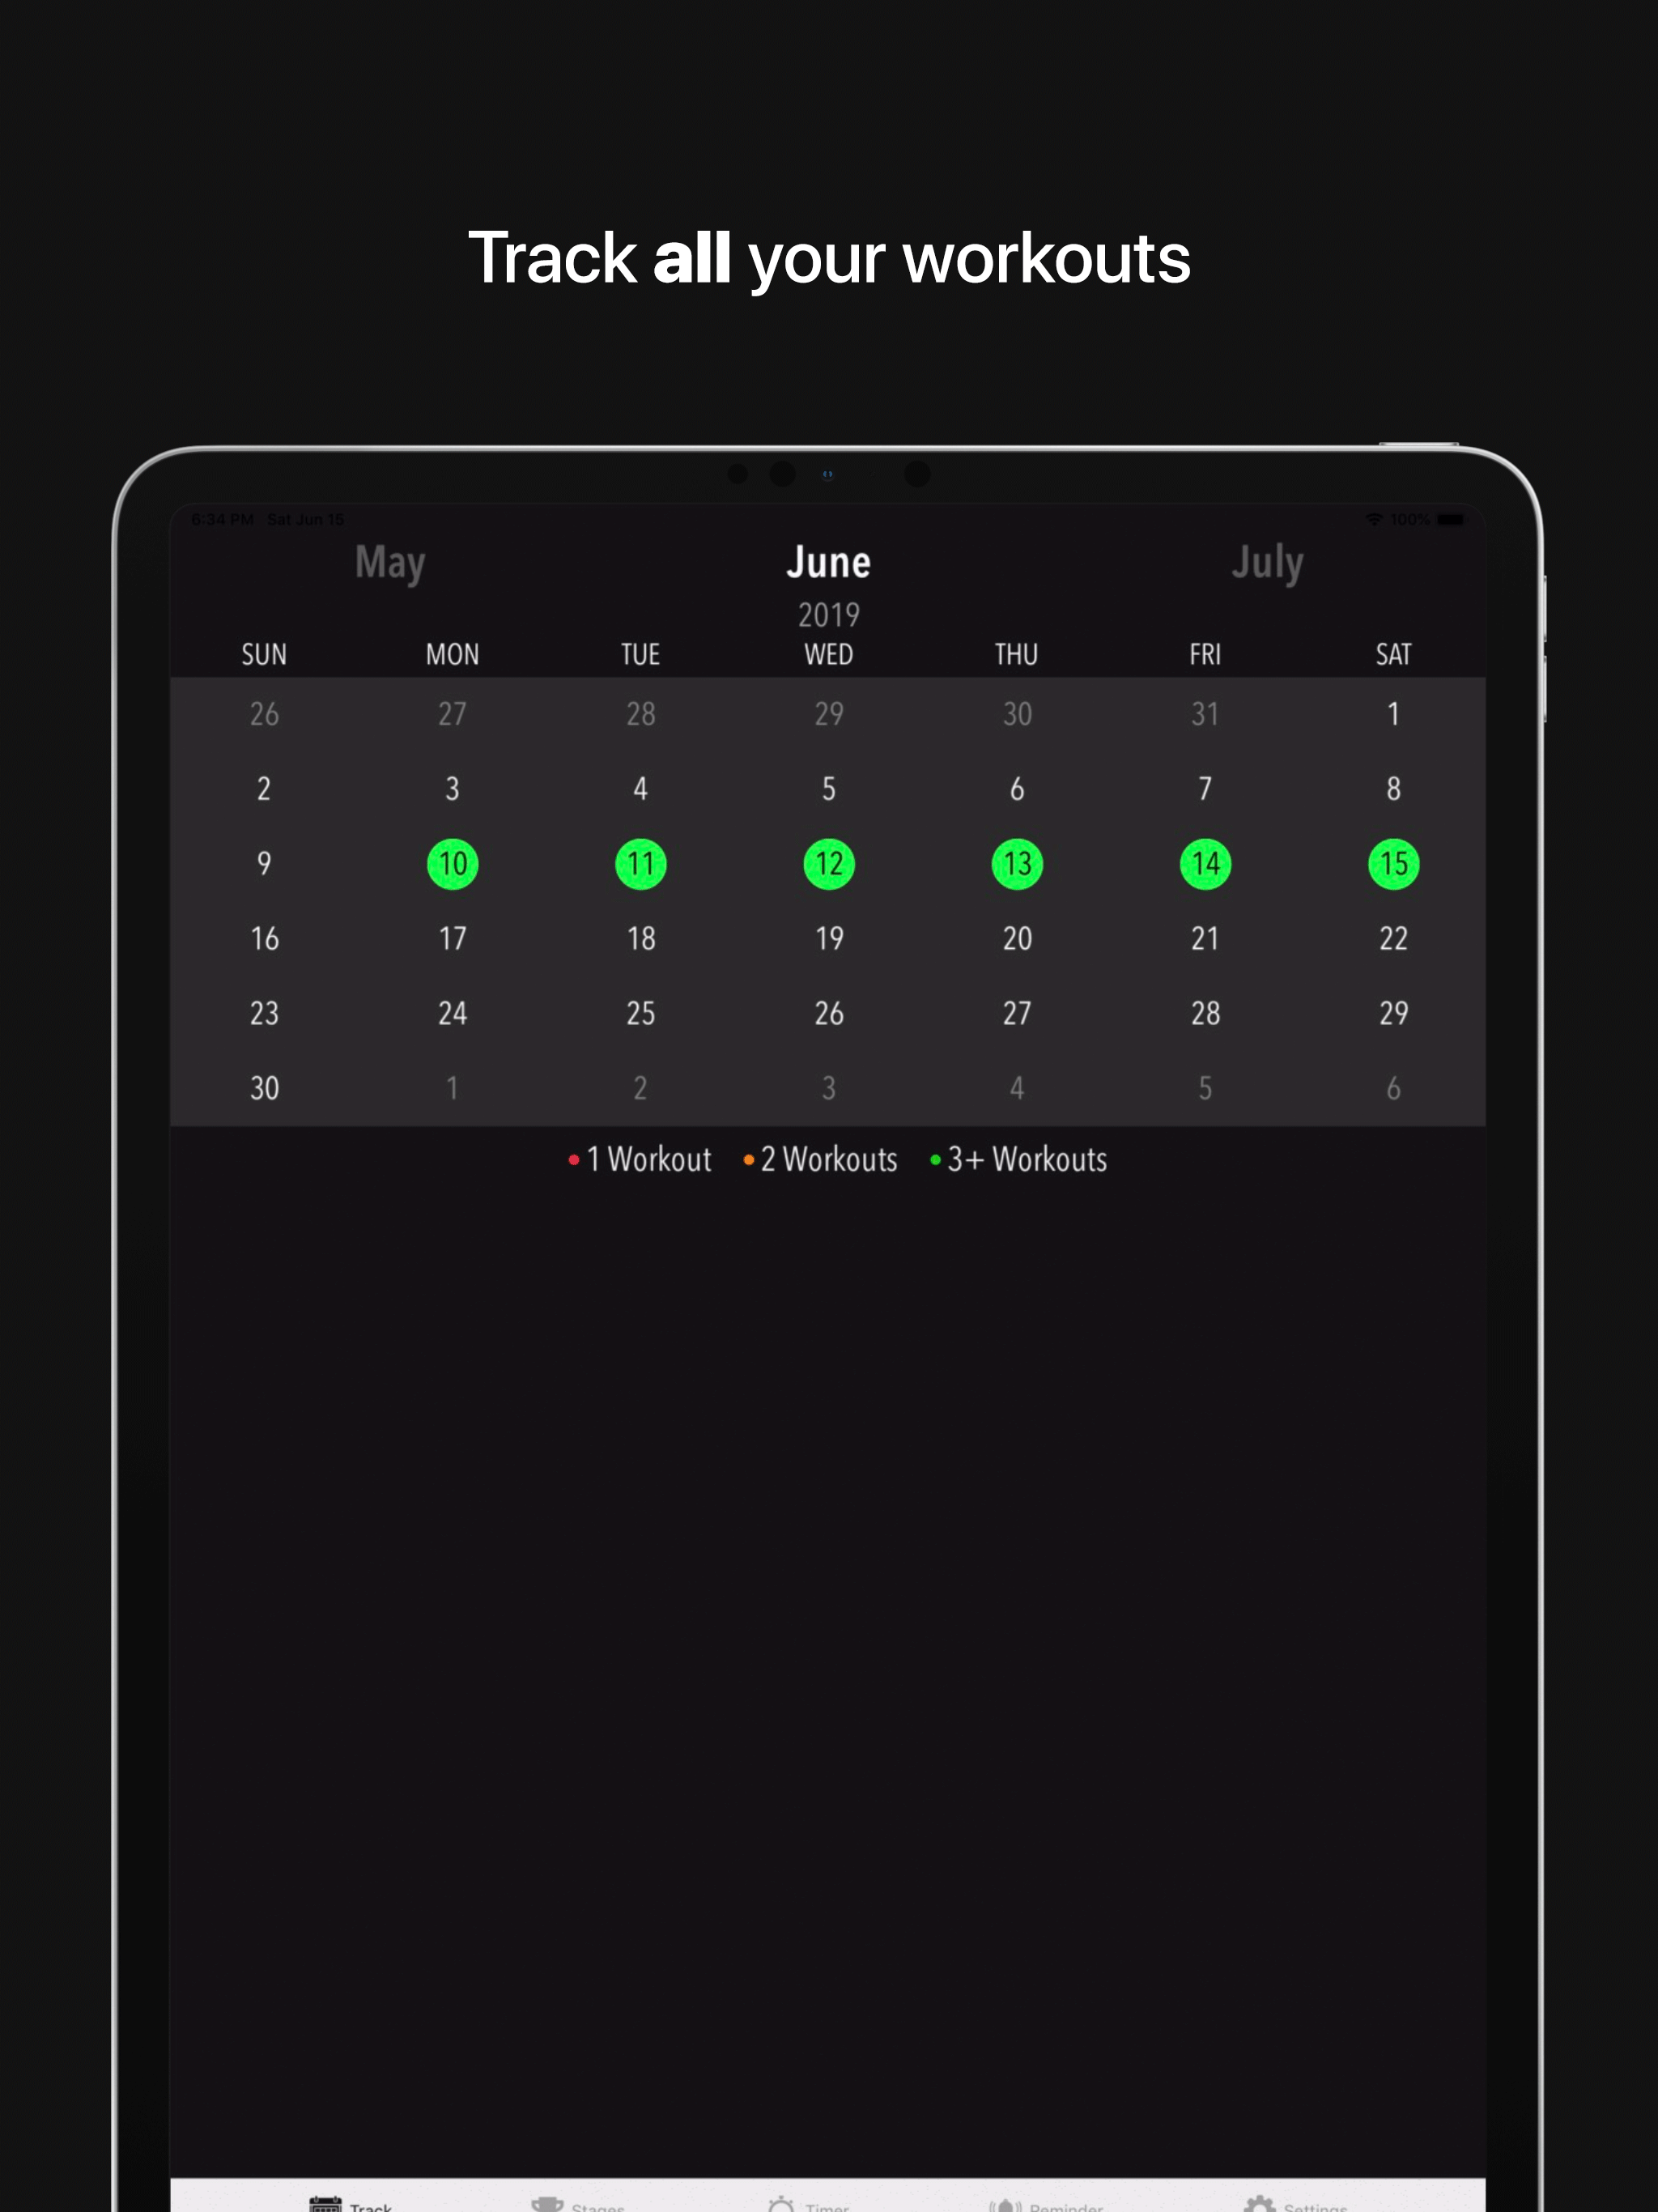 Track all your workouts
6:34 PM Sat Jun 15 100%
May June July
2019
SUN MON TUE WED THU FRI SAT
26 27 28 29 30 31 1
2 3 4 5 6 7 8
9 10 11 12 13 14 15
16 17 18 19 20 21 22
23 24 25 26 27 28 29
30 1 2 3 4 5 6
1 Workout 2 Workouts 3+ Workouts
Track Stages Timer Reminder Settings